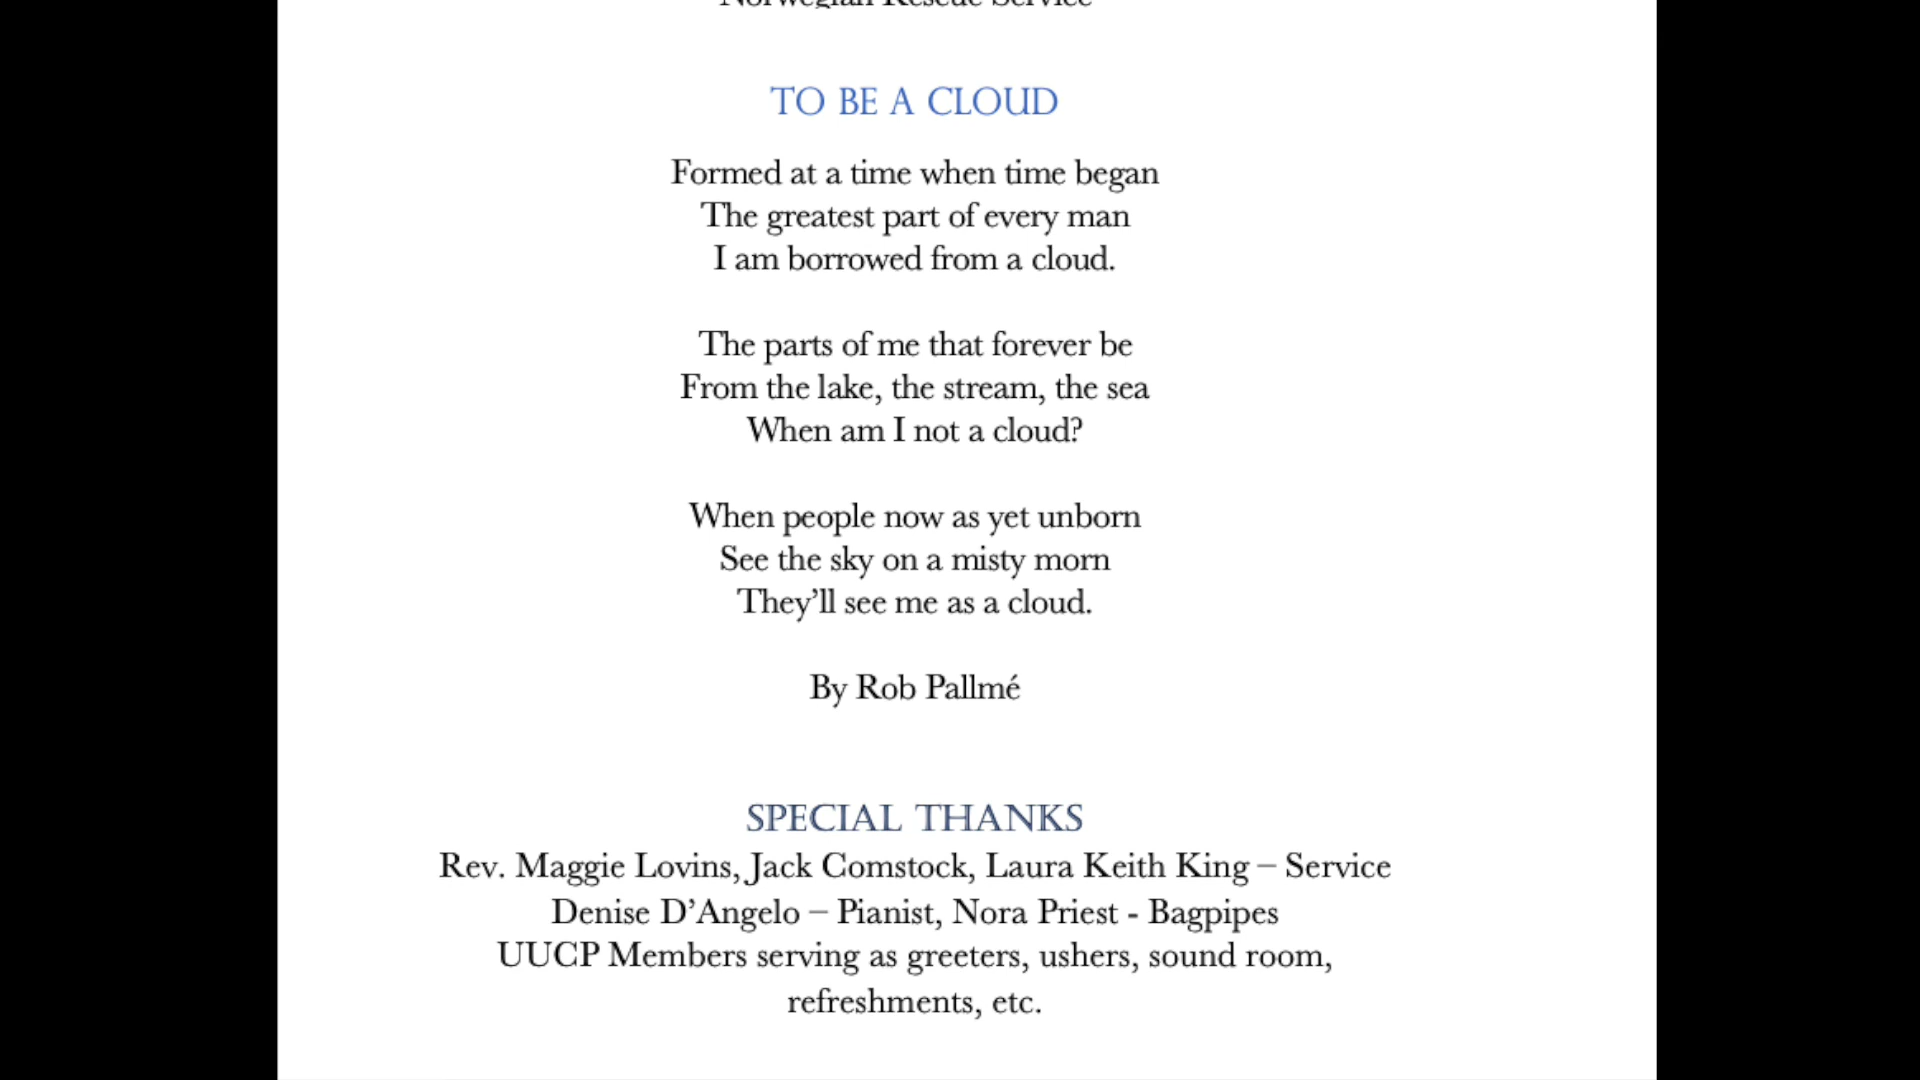 Norwegian Rescue Service
TO BE A CLOUD
Formed at a time when time began
The greatest part of every man
I am borrowed from a cloud.
The parts of me that forever be
From the lake, the stream, the sea
When am I not a cloud?
When people now as yet unborn
See the sky on a misty morn
They’ll see me as a cloud.
By Rob Pallmé
SPECIAL THANKS
Rev. Maggie Lovins, Jack Comstock, Laura Keith King – Service
Denise D’Angelo – Pianist, Nora Priest - Bagpipes
UUCP Members serving as greeters, ushers, sound room,
refreshments, etc.